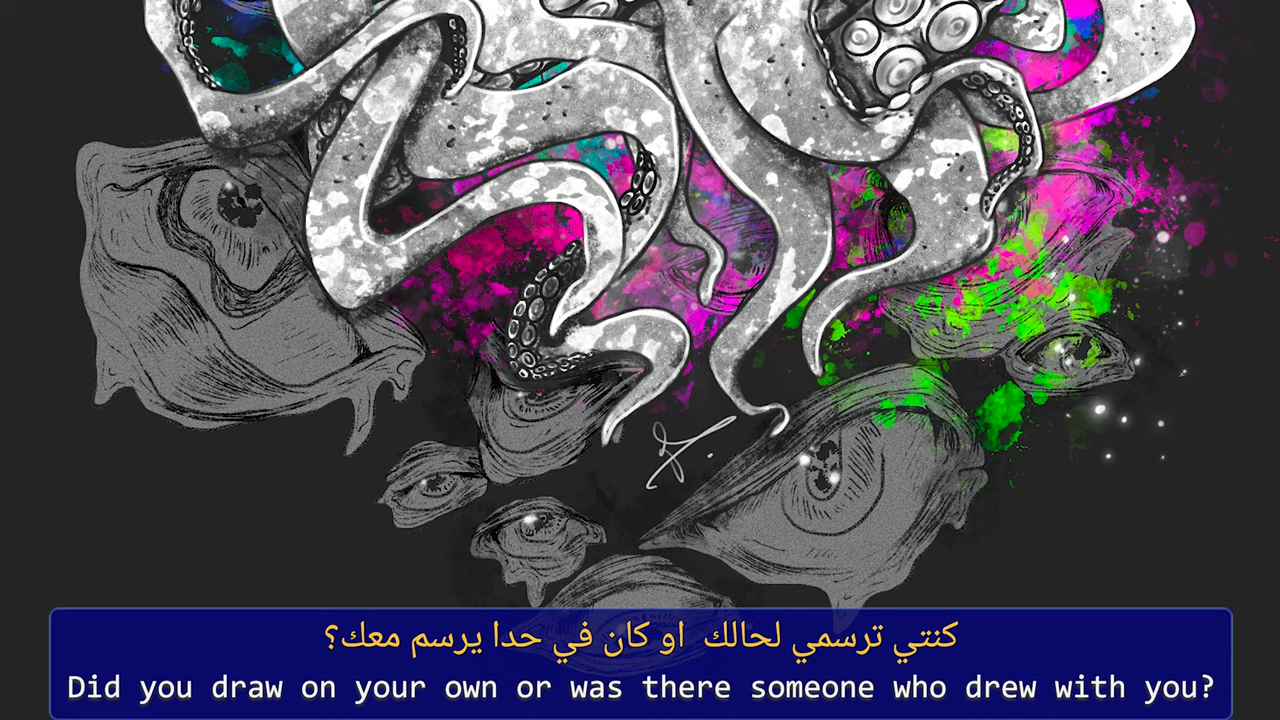 كنتي ترسمي لحالك او كان في حدا يرسم معك؟
Did you draw on your own or was there someone who drew with you?